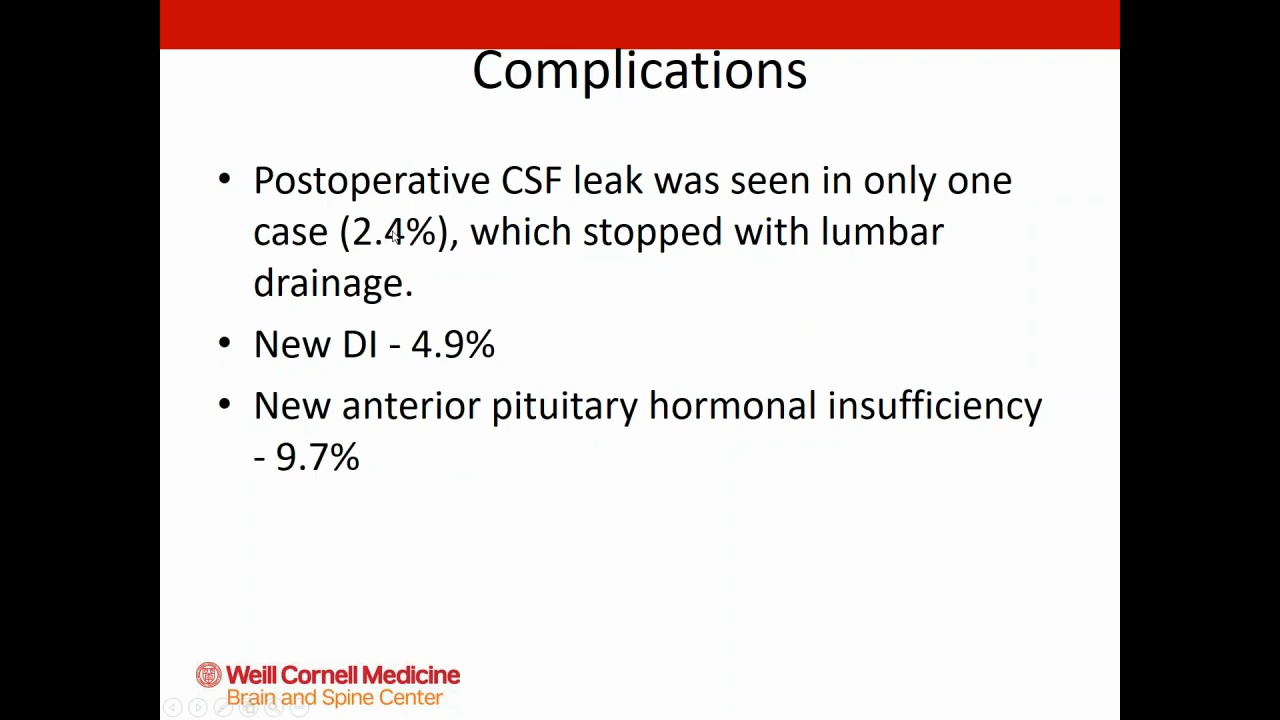 Complications
• Postoperative CSF leak was seen in only one
case (2.4%), which stopped with lumbar
drainage.
• New DI - 4.9%
• New anterior pituitary hormonal insufficiency
- 9.7%
Weill Cornell Medicine
Brain and Spine Center